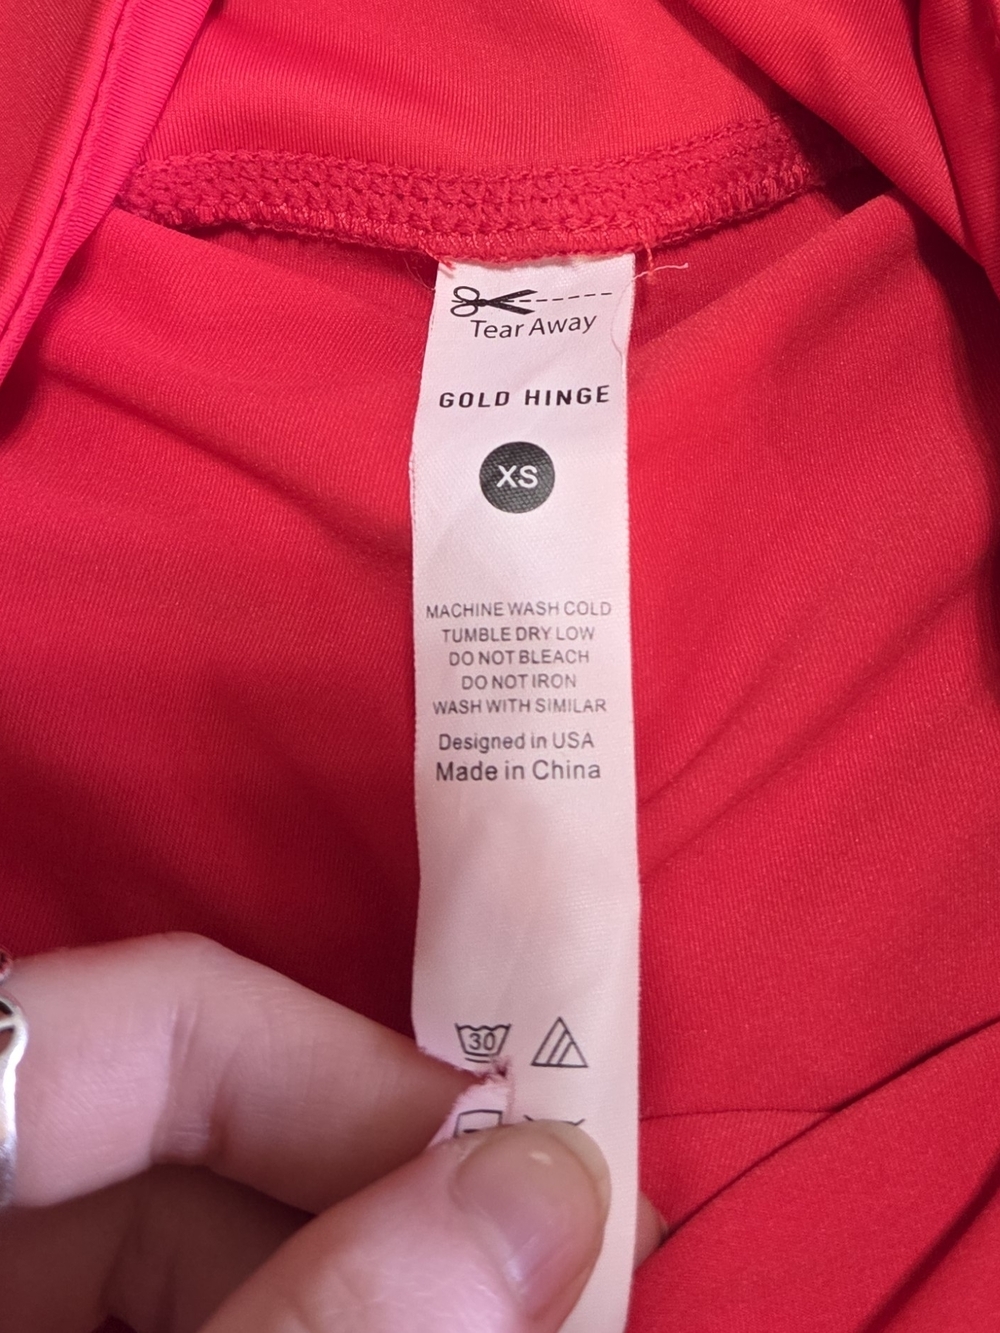 Tear Away
GOLD HINGE
XS
MACHINE WASH COLD
TUMBLE DRY LOW
DO NOT BLEACH
DO NOT IRON
WASH WITH SIMILAR
Designed in USA
Made in China
30